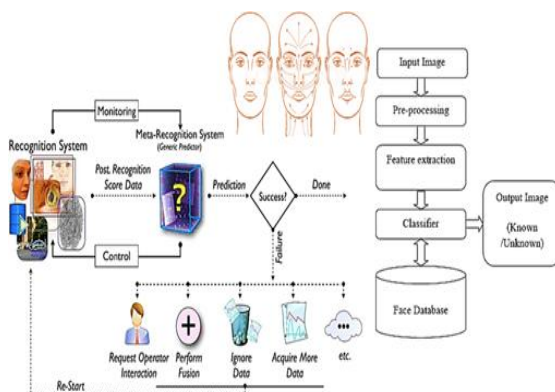 Monitoring
Meta-Recognition System
(Generic Predictor)
Recognition System
Post. Recognition
Score Data
?
Prediction
Success?
Done
Control
Failure
Request Operator
Interaction
Perform
Fusion
Ignore
Data
Acquire More
Data
etc.
Re-Start
Input Image
Pre-processing
Feature extraction
Classifier
Output Image
(Known
/Unknown)
Face Database